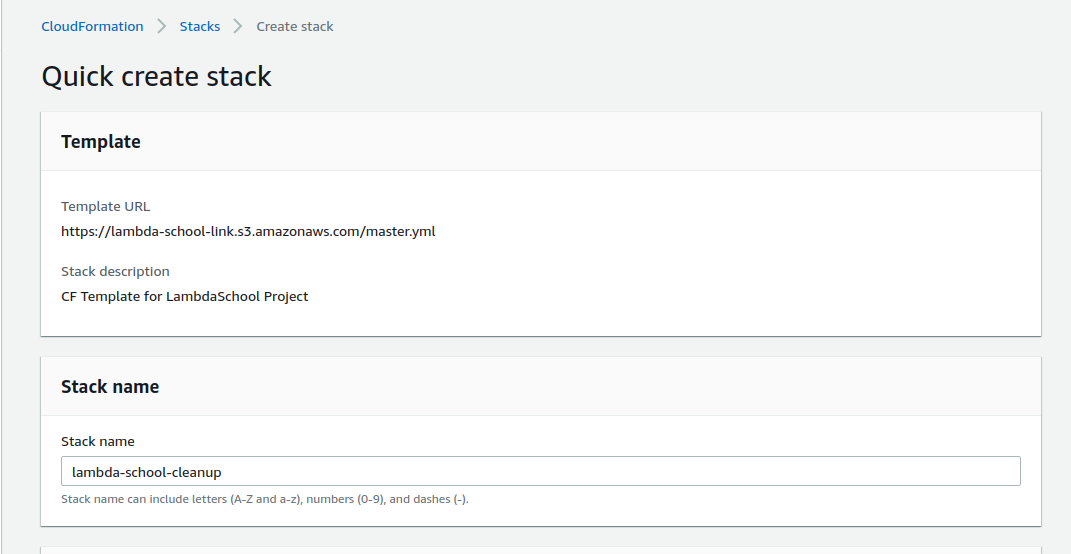 CloudFormation > Stacks > Create stack
Quick create stack
Template
Template URL
https://lambda-school-link.s3.amazonaws.com/master.yml
Stack description
CF Template for LambdaSchool Project
Stack name
Stack name
lambda-school-cleanup
Stack name can include letters (A-Z and a-z), numbers (0-9), and dashes (-).